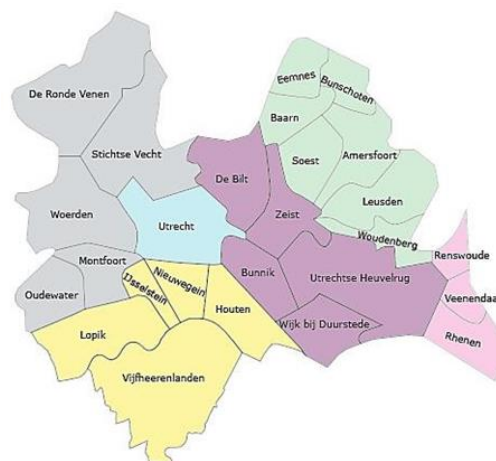 Eemnes
Bunschoten
De Ronde Venen
Baarn
Stichtse Vecht
Soest
Amersfoort
De Bilt
Leusden
Woerden
Zeist
Utrecht
Woudenberg
Renswoude
Montfoort
Nieuwegein
Bunnik
Utrechtse Heuvelrug
IJsselstein
Oudewater
Veenendaa
Houten
Wijk bij Duurstede
Lopik
Rhenen
Vijfheerenlanden